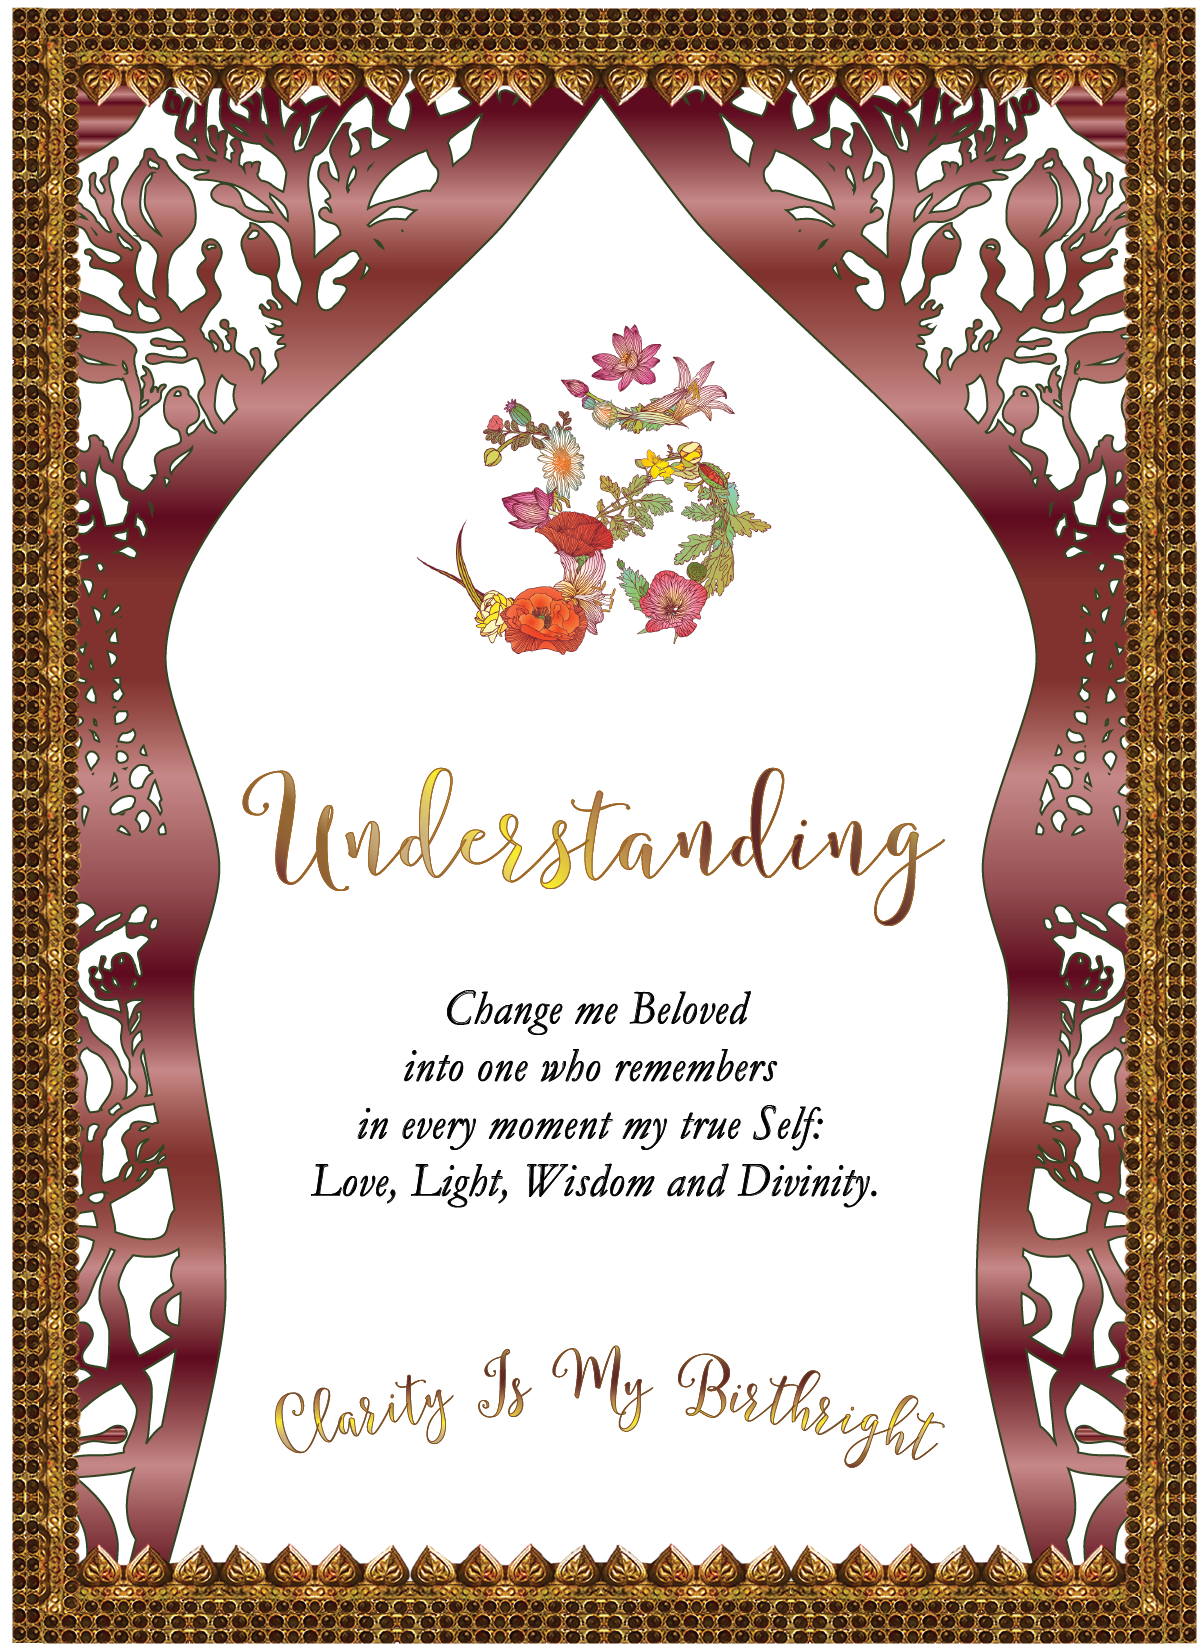 Understanding
Change me Beloved
into one who remembers
in every moment my true Self:
Love, Light, Wisdom and Divinity.
Clarity Is My Birthright